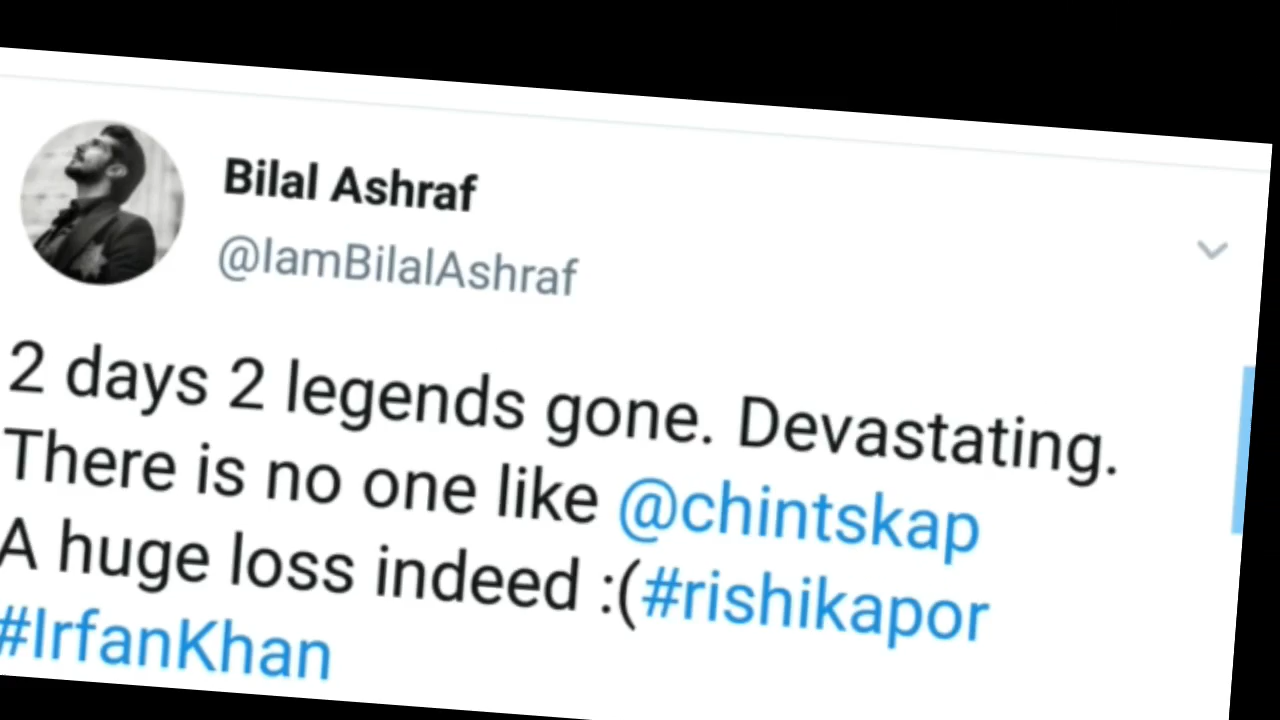 Bilal Ashraf
@IamBilalAshraf
2 days 2 legends gone. Devastating.
There is no one like @chintskap
A huge loss indeed :(#rishikapor
#IrfanKhan